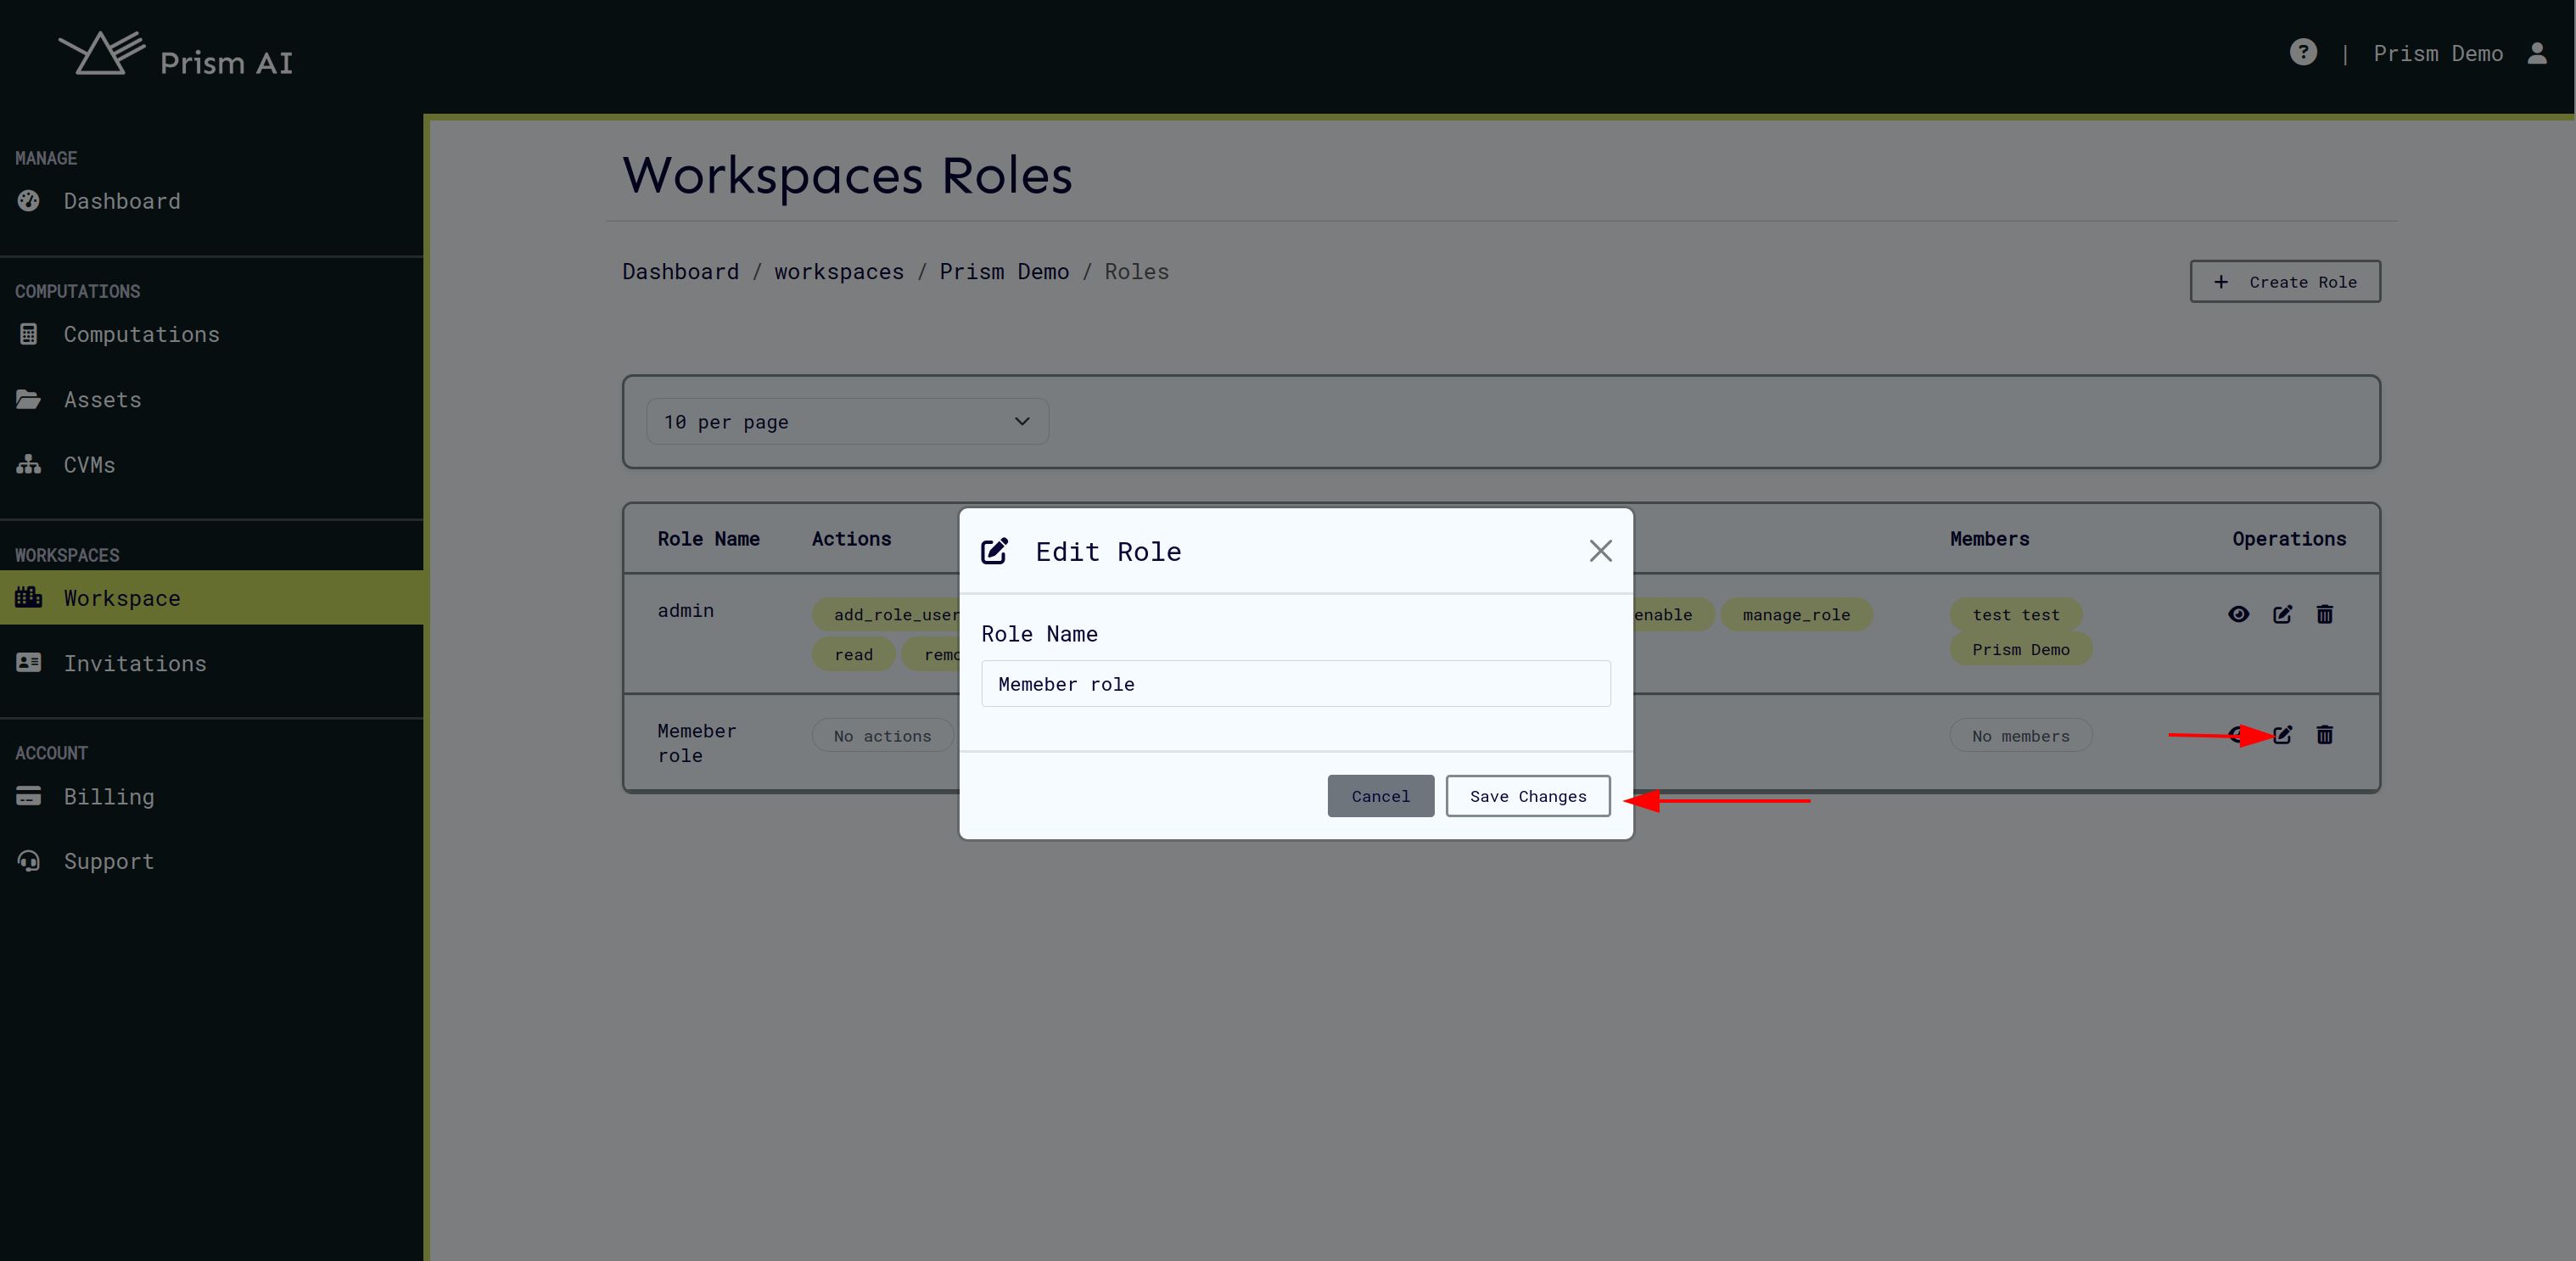 Prism AI
? | Prism Demo
MANAGE
Dashboard
COMPUTATIONS
Computations
Assets
CVMs
WORKSPACES
Workspace
Invitations
ACCOUNT
Billing
Support
Workspaces Roles
Dashboard / workspaces / Prism Demo / Roles
+ Create Role
10 per page
Role Name Actions Members Operations
admin add_role_user enable manage_role test test
read remo Prism Demo
Memeber role No actions No members
Edit Role
Role Name
Memeber role
Cancel Save Changes